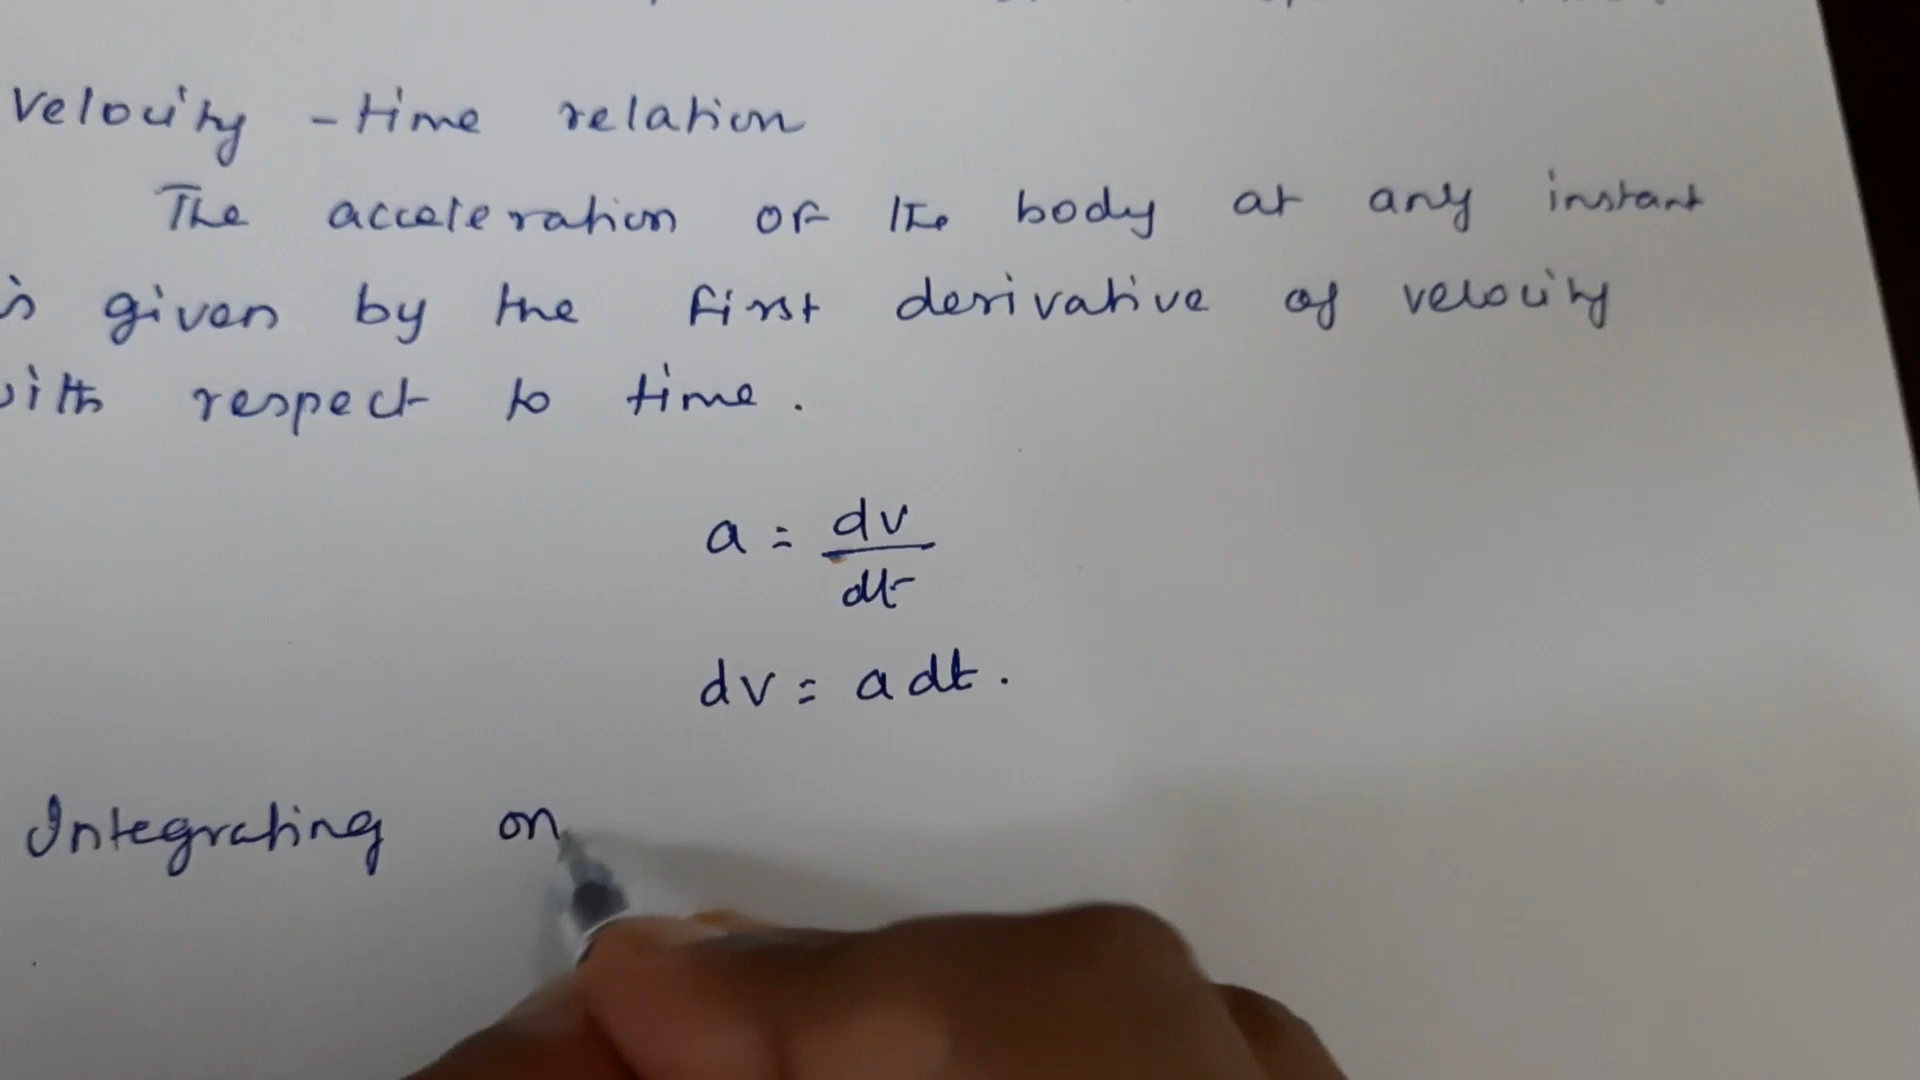 Velocity - time relation
The acceleration of the body at any instant
is given by the first derivative of velocity
with respect to time.
a = dv/dt
dv = a dt.
Integrating on